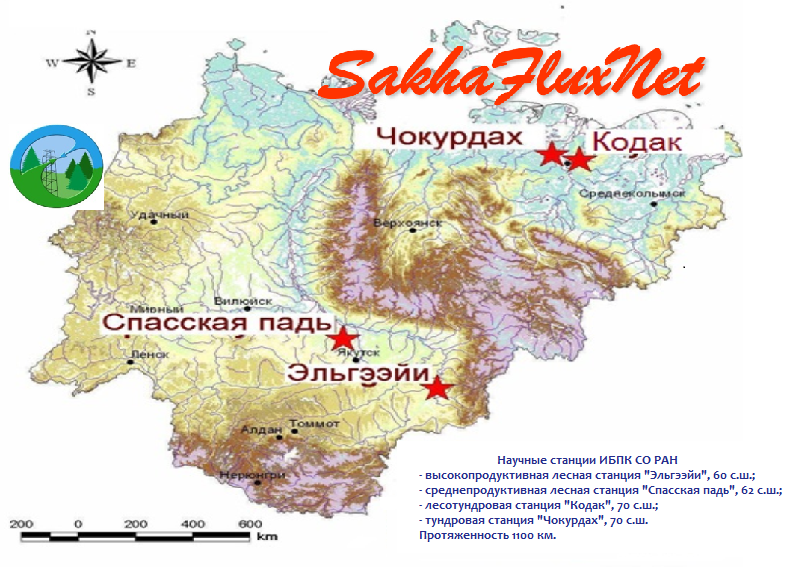 N
W E
S
SakhaFluxNet
Чокурдах
Кодак
Среднеколымск
Удачный
Верхоянск
Вилюйск
Мирный
Спасская падь
Якутск
Ленск
Эльгээйи
Томмот
Алдан
Нерюнгри
Научные станции ИБПК СО РАН
- высокопродуктивная лесная станция "Эльгээйи", 60 с.ш.;
- среднепродуктивная лесная станция "Спасская падь", 62 с.ш.;
- лесотундровая станция "Кодак", 70 с.ш.;
- тундровая станция "Чокурдах", 70 с.ш.
Протяженность 1100 км.
200 0 200 400 600
km